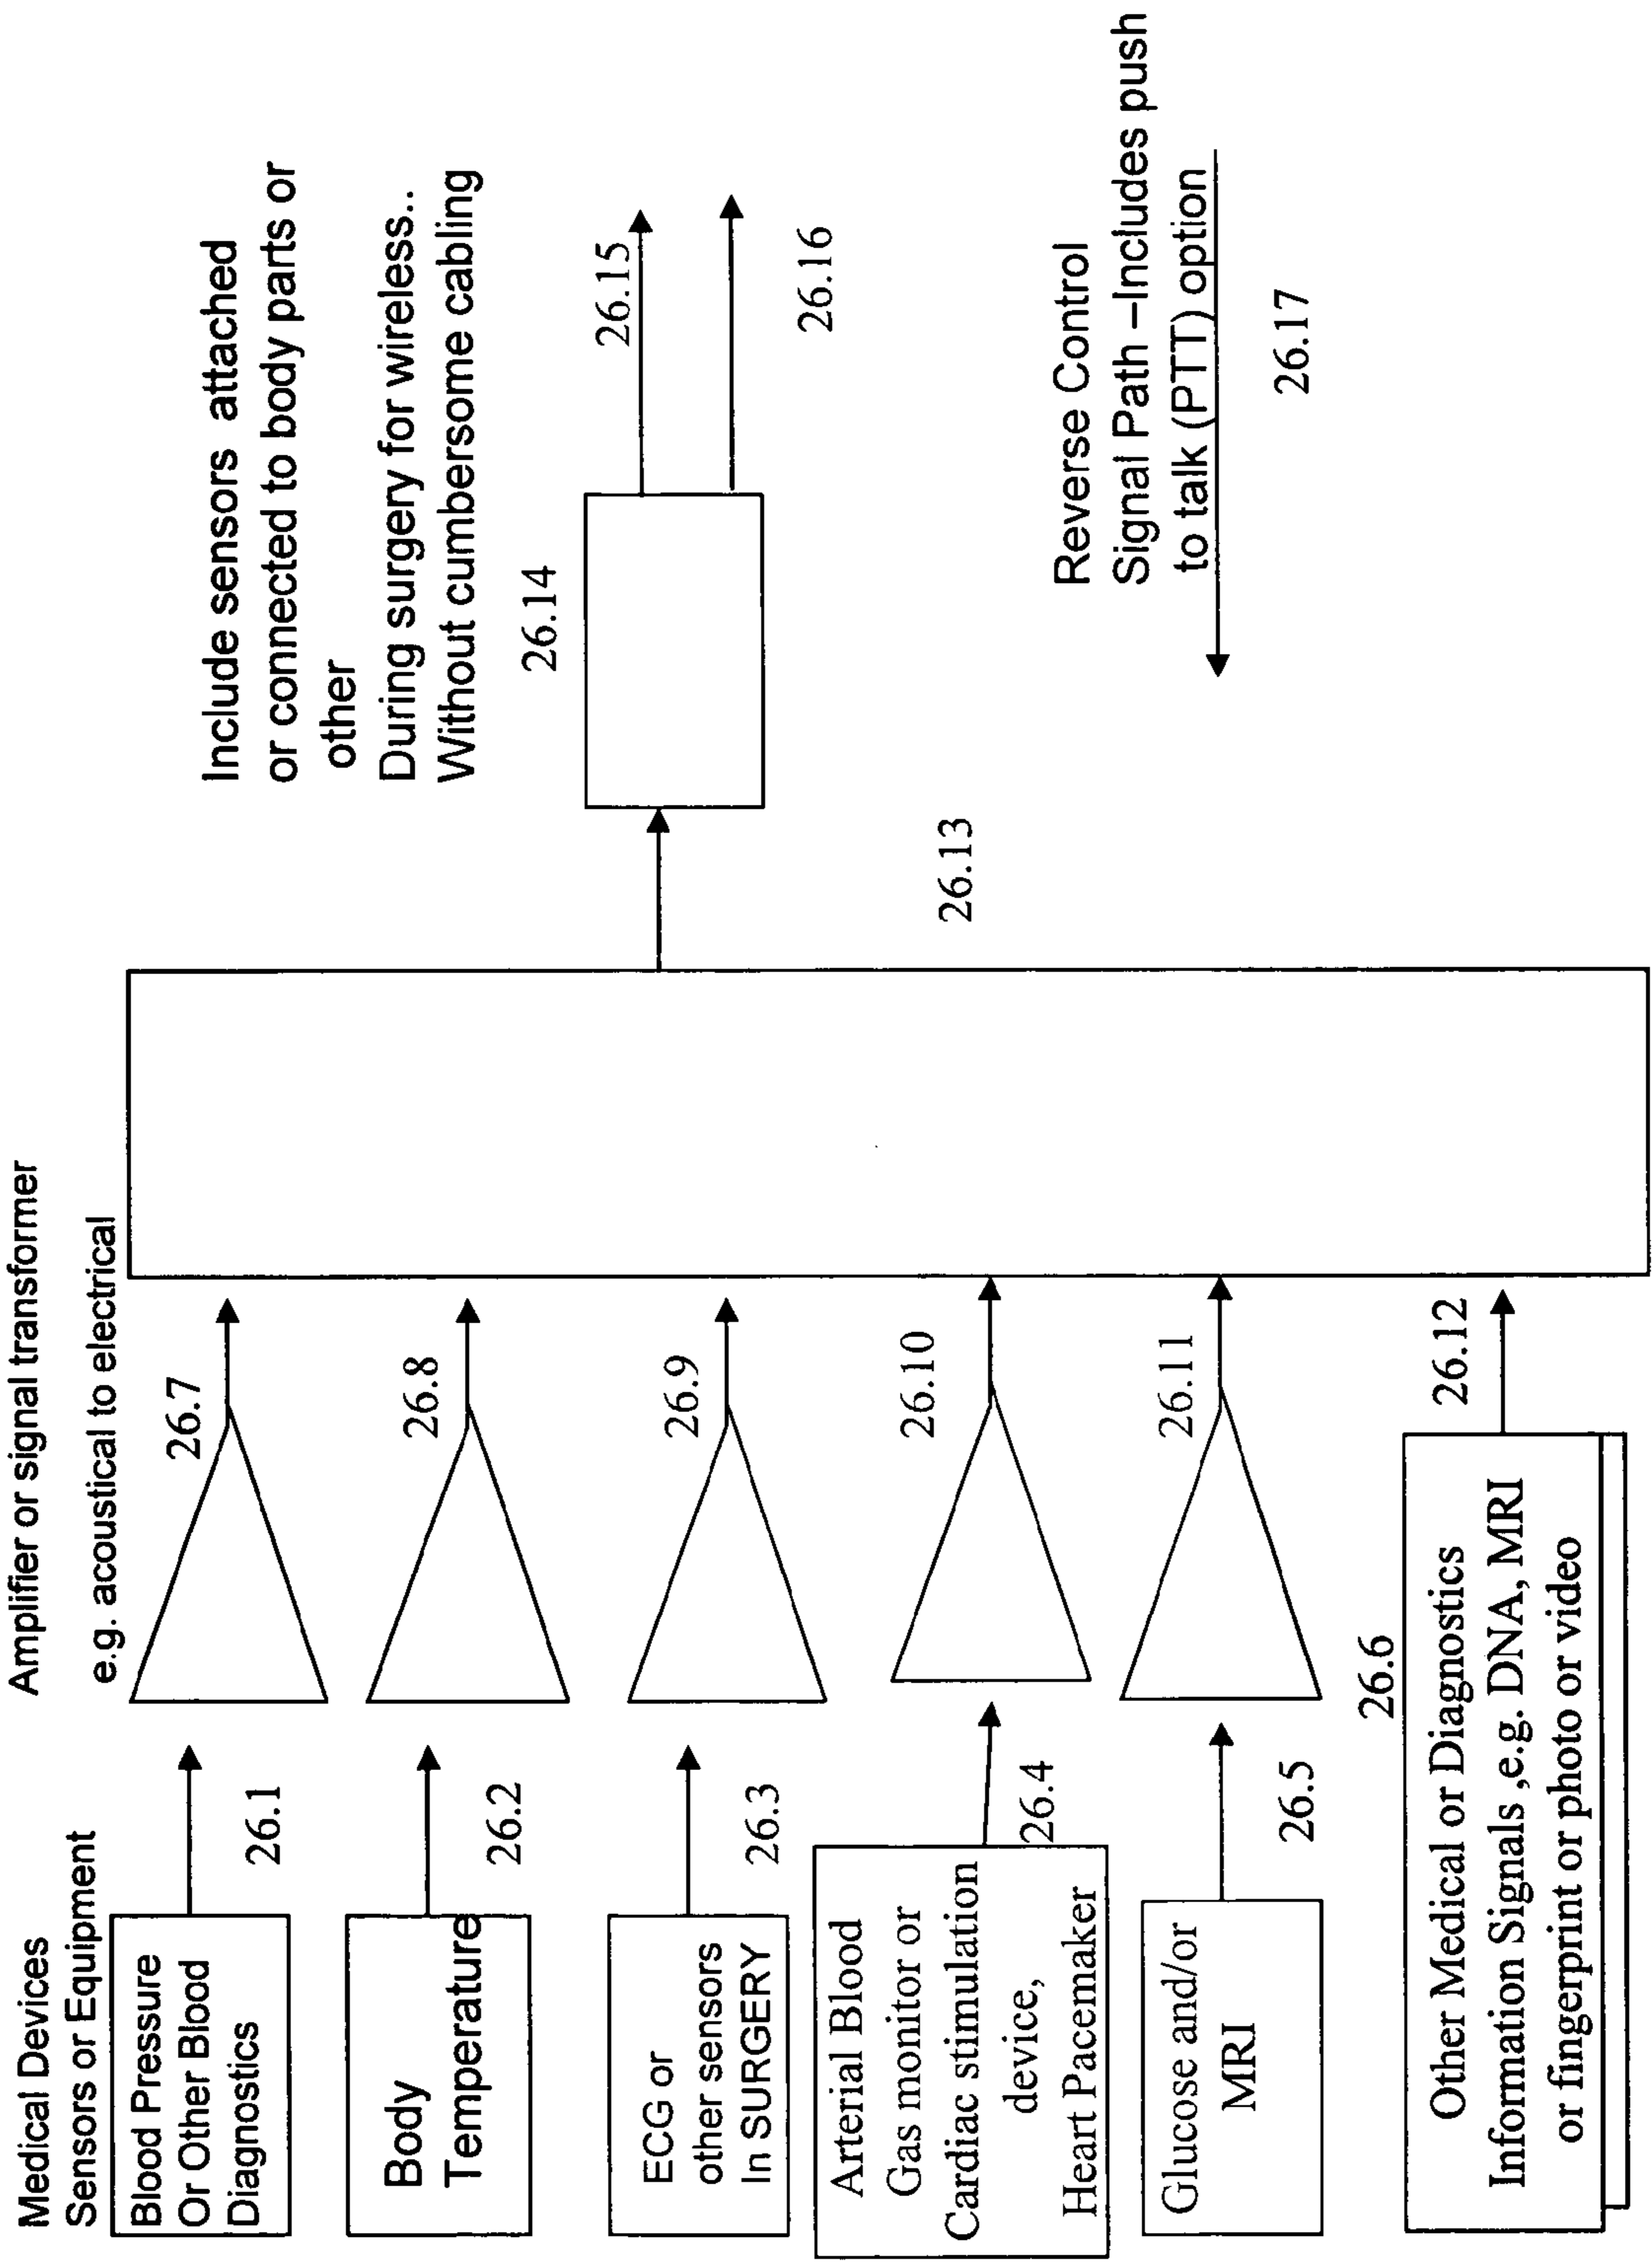 Medical Devices
Sensors or Equipment
Amplifier or signal transformer
e.g. acoustical to electrical
Blood Pressure
Or Other Blood
Diagnostics
26.1
26.7
Body
Temperature
26.2
26.8
ECG or
other sensors
In SURGERY
26.3
26.9
Arterial Blood
Gas monitor or
Cardiac stimulation
device,
Heart Pacemaker
26.4
26.10
Glucose and/or
MRI
26.5
26.11
26.6
Other Medical or Diagnostics
Information Signals ,e.g. DNA, MRI
or fingerprint or photo or video
26.12
26.13
Include sensors attached
or connected to body parts or
other
During surgery for wireless..
Without cumbersome cabling
26.14
26.15
26.16
Reverse Control
Signal Path –Includes push
to talk (PTT) option
26.17